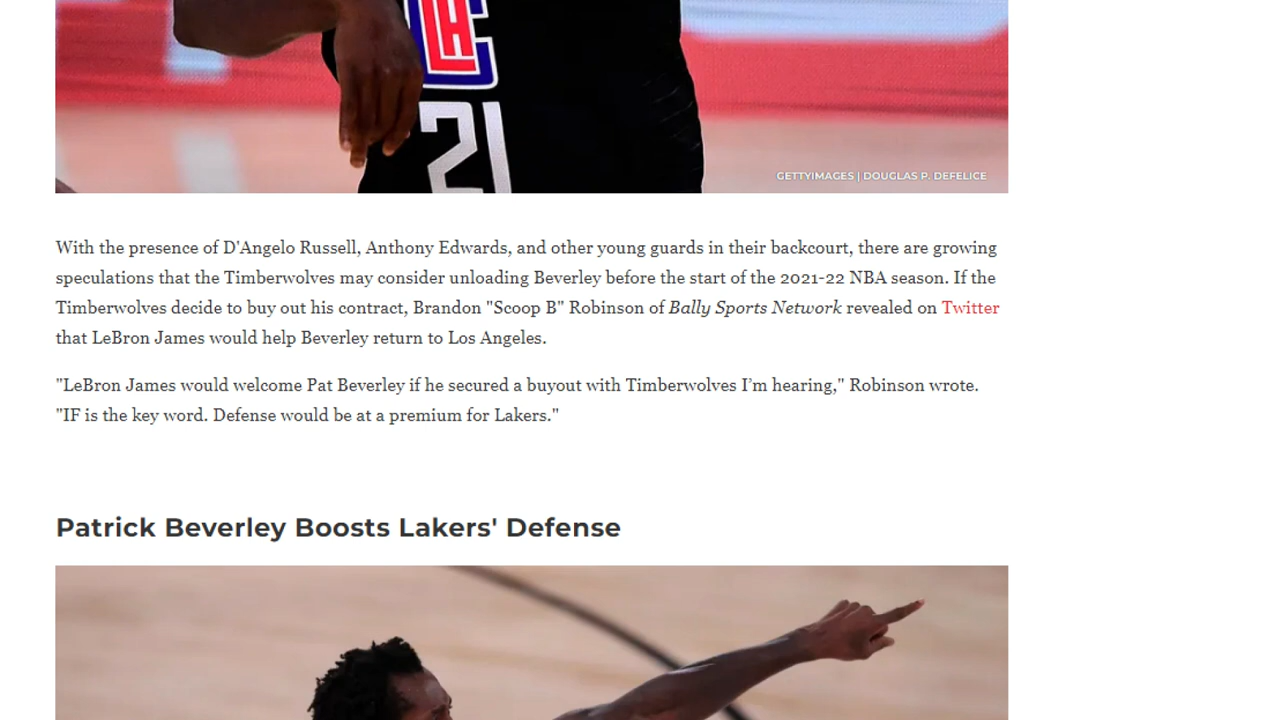 LA
21
GETTYIMAGES | DOUGLAS P. DEFELICE
With the presence of D'Angelo Russell, Anthony Edwards, and other young guards in their backcourt, there are growing
speculations that the Timberwolves may consider unloading Beverley before the start of the 2021-22 NBA season. If the
Timberwolves decide to buy out his contract, Brandon "Scoop B" Robinson of Bally Sports Network revealed on Twitter
that LeBron James would help Beverley return to Los Angeles.
"LeBron James would welcome Pat Beverley if he secured a buyout with Timberwolves I’m hearing," Robinson wrote.
"IF is the key word. Defense would be at a premium for Lakers."
Patrick Beverley Boosts Lakers' Defense